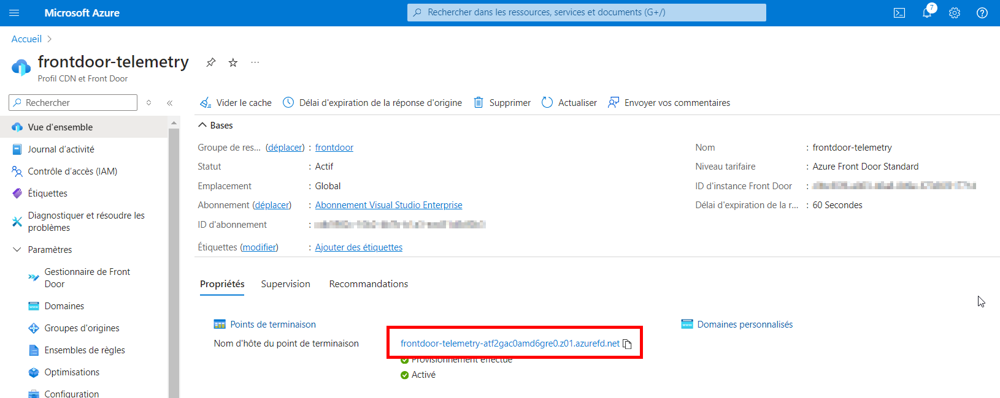 Microsoft Azure
Rechercher dans les ressources, services et documents (G+/)
7
Accueil
frontdoor-telemetry
Profil CDN et Front Door
Rechercher
Vider le cache
Délai d'expiration de la réponse d'origine
Supprimer
Actualiser
Envoyer vos commentaires
Vue d'ensemble
Journal d'activité
Contrôle d'accès (IAM)
Étiquettes
Diagnostiquer et résoudre les
problèmes
Paramètres
Gestionnaire de Front
Door
Domaines
Groupes d'origines
Ensembles de règles
Optimisations
Configuration
Bases
Groupe de res... (déplacer) : frontdoor
Statut : Actif
Emplacement : Global
Abonnement (déplacer) : Abonnement Visual Studio Enterprise
ID d'abonnement :
Étiquettes (modifier) : Ajouter des étiquettes
Nom : frontdoor-telemetry
Niveau tarifaire : Azure Front Door Standard
ID d'instance Front Door :
Délai d'expiration de la r... : 60 Secondes
Propriétés
Supervision
Recommandations
Points de terminaison
Nom d'hôte du point de terminaison
frontdoor-telemetry-atf2gac0amd6gre0.z01.azurefd.net
Provisionnement effectué
Activé
Domaines personnalisés